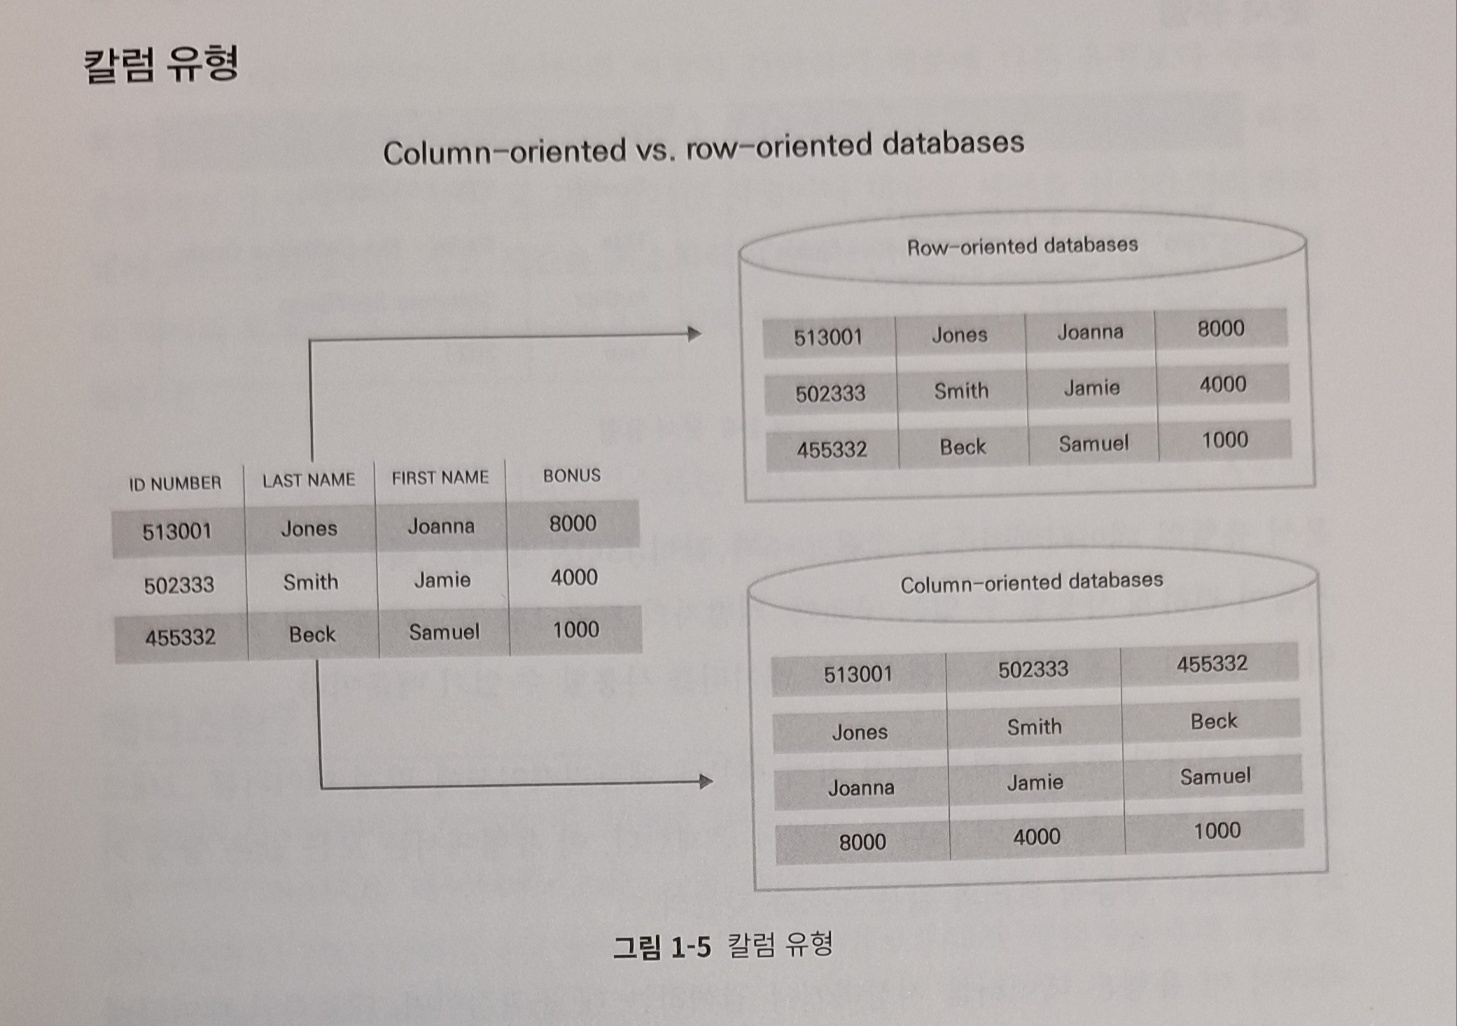 칼럼 유형
Column-oriented vs. row-oriented databases
Row-oriented databases
513001 Jones Joanna 8000
502333 Smith Jamie 4000
455332 Beck Samuel 1000
ID NUMBER LAST NAME FIRST NAME BONUS
513001 Jones Joanna 8000
502333 Smith Jamie 4000
455332 Beck Samuel 1000
Column-oriented databases
513001 502333 455332
Jones Smith Beck
Joanna Jamie Samuel
8000 4000 1000
그림 1-5 칼럼 유형